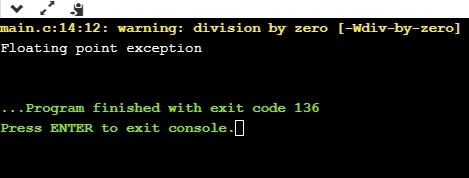 main.c:14:12: warning: division by zero [-Wdiv-by-zero]
Floating point exception
...Program finished with exit code 136
Press ENTER to exit console.